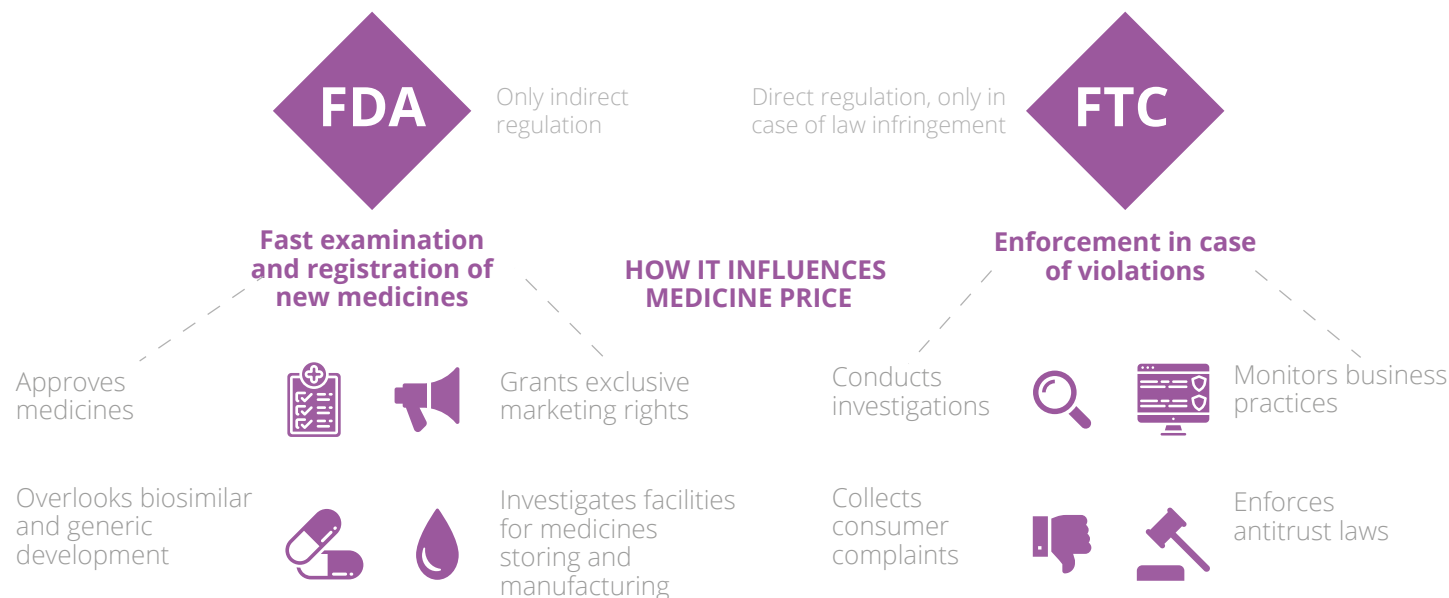 FDA
Only indirect
regulation
Direct regulation, only in
case of law infringement
FTC
Fast examination
and registration of
new medicines
HOW IT INFLUENCES
MEDICINE PRICE
Enforcement in case
of violations
Approves
medicines
Grants exclusive
marketing rights
Conducts
investigations
Monitors business
practices
Overlooks biosimilar
and generic
development
Investigates facilities
for medicines
storing and
manufacturing
Collects
consumer
complaints
Enforces
antitrust laws